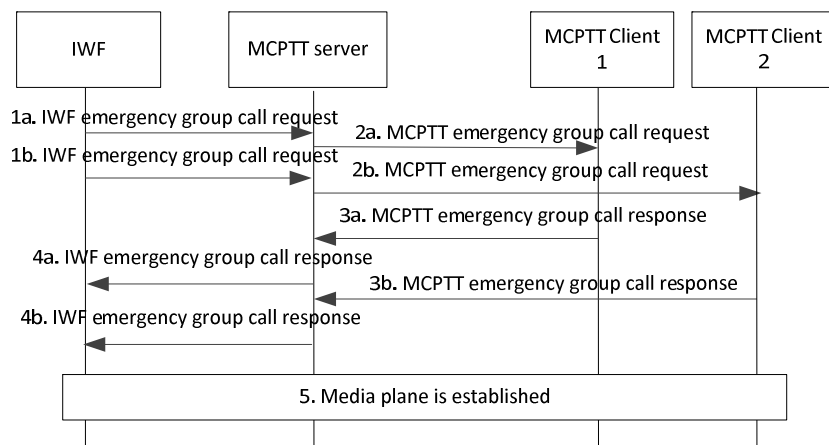 IWF
MCPTT server
MCPTT Client
1
MCPTT Client
2
1a. IWF emergency group call request
2a. MCPTT emergency group call request
1b. IWF emergency group call request
2b. MCPTT emergency group call request
3a. MCPTT emergency group call response
4a. IWF emergency group call response
3b. MCPTT emergency group call response
4b. IWF emergency group call response
5. Media plane is established